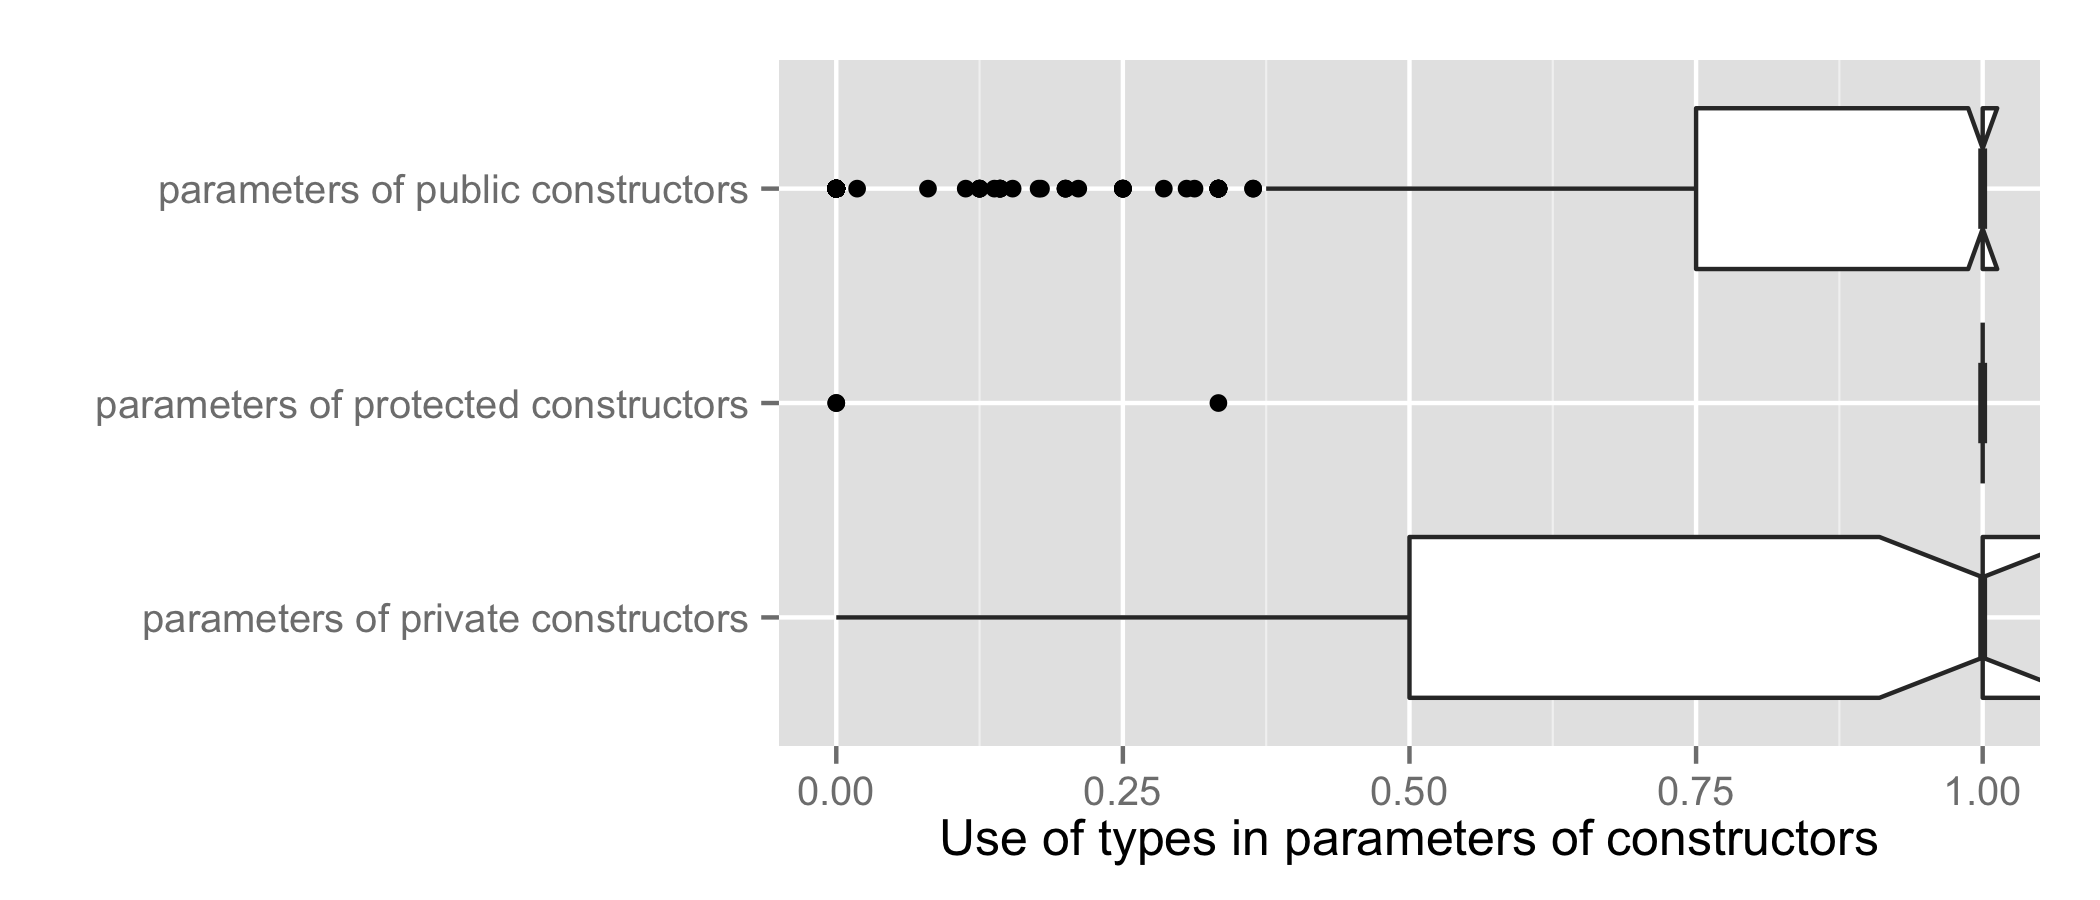 parameters of public constructors
parameters of protected constructors
parameters of private constructors
0.00 0.25 0.50 0.75 1.00
Use of types in parameters of constructors